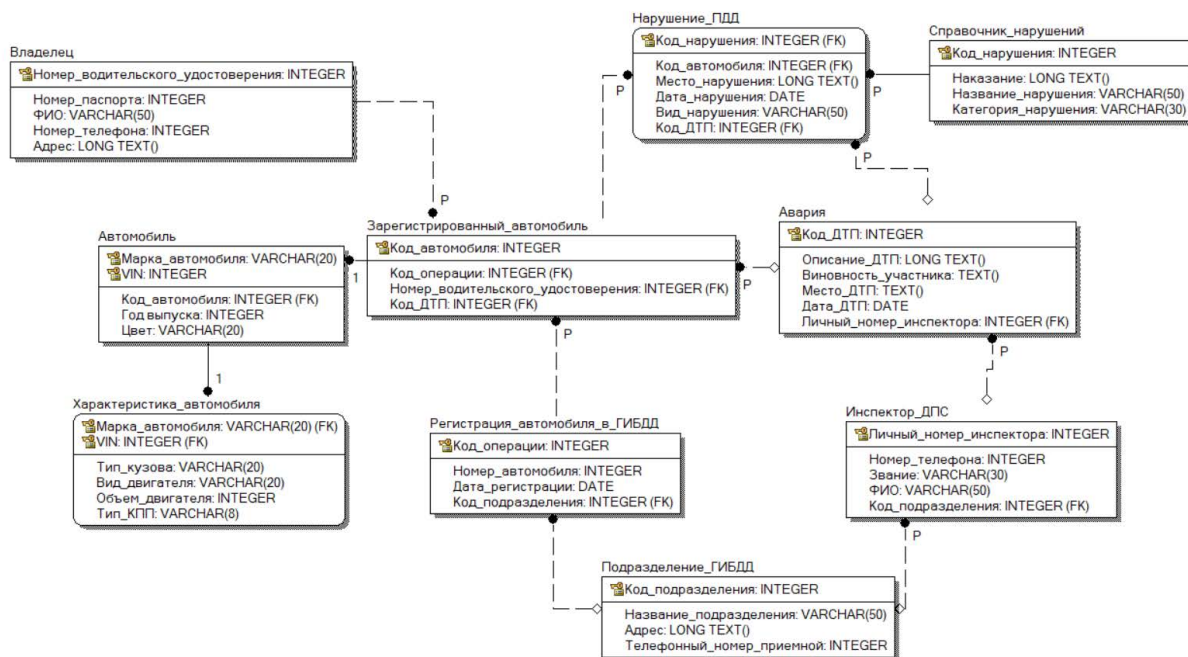 Нарушение_ПДД
Код_нарушения: INTEGER (FK)
Код_автомобиля: INTEGER (FK)
Место_нарушения: LONG TEXT()
Дата_нарушения: DATE
Вид_нарушения: VARCHAR(50)
Код_ДТП: INTEGER (FK)
Справочник_нарушений
Код_нарушения: INTEGER
Наказание: LONG TEXT()
Название_нарушения: VARCHAR(50)
Категория_нарушения: VARCHAR(30)
Владелец
Номер_водительского_удостоверения: INTEGER
Номер_паспорта: INTEGER
ФИО: VARCHAR(50)
Номер_телефона: INTEGER
Адрес: LONG TEXT()
P
P
P
P
Зарегистрированный_автомобиль
Код_автомобиля: INTEGER
Код_операции: INTEGER (FK)
Номер_водительского_удостоверения: INTEGER (FK)
Код_ДТП: INTEGER (FK)
Авария
Код_ДТП: INTEGER
Описание_ДТП: LONG TEXT()
Виновность_участника: TEXT()
Место_ДТП: TEXT()
Дата_ДТП: DATE
Личный_номер_инспектора: INTEGER (FK)
Автомобиль
Марка_автомобиля: VARCHAR(20)
VIN: INTEGER
Код_автомобиля: INTEGER (FK)
Год выпуска: INTEGER
Цвет: VARCHAR(20)
1
P
P
P
1
Характеристика_автомобиля
Марка_автомобиля: VARCHAR(20) (FK)
VIN: INTEGER (FK)
Тип_кузова: VARCHAR(20)
Вид_двигателя: VARCHAR(20)
Объем_двигателя: INTEGER
Тип_КПП: VARCHAR(8)
Регистрация_автомобиля_в_ГИБДД
Код_операции: INTEGER
Номер_автомобиля: INTEGER
Дата_регистрации: DATE
Код_подразделения: INTEGER (FK)
Инспектор_ДПС
Личный_номер_инспектора: INTEGER
Номер_телефона: INTEGER
Звание: VARCHAR(30)
ФИО: VARCHAR(50)
Код_подразделения: INTEGER (FK)
P
P
Подразделение_ГИБДД
Код_подразделения: INTEGER
Название_подразделения: VARCHAR(50)
Адрес: LONG TEXT()
Телефонный_номер_приемной: INTEGER